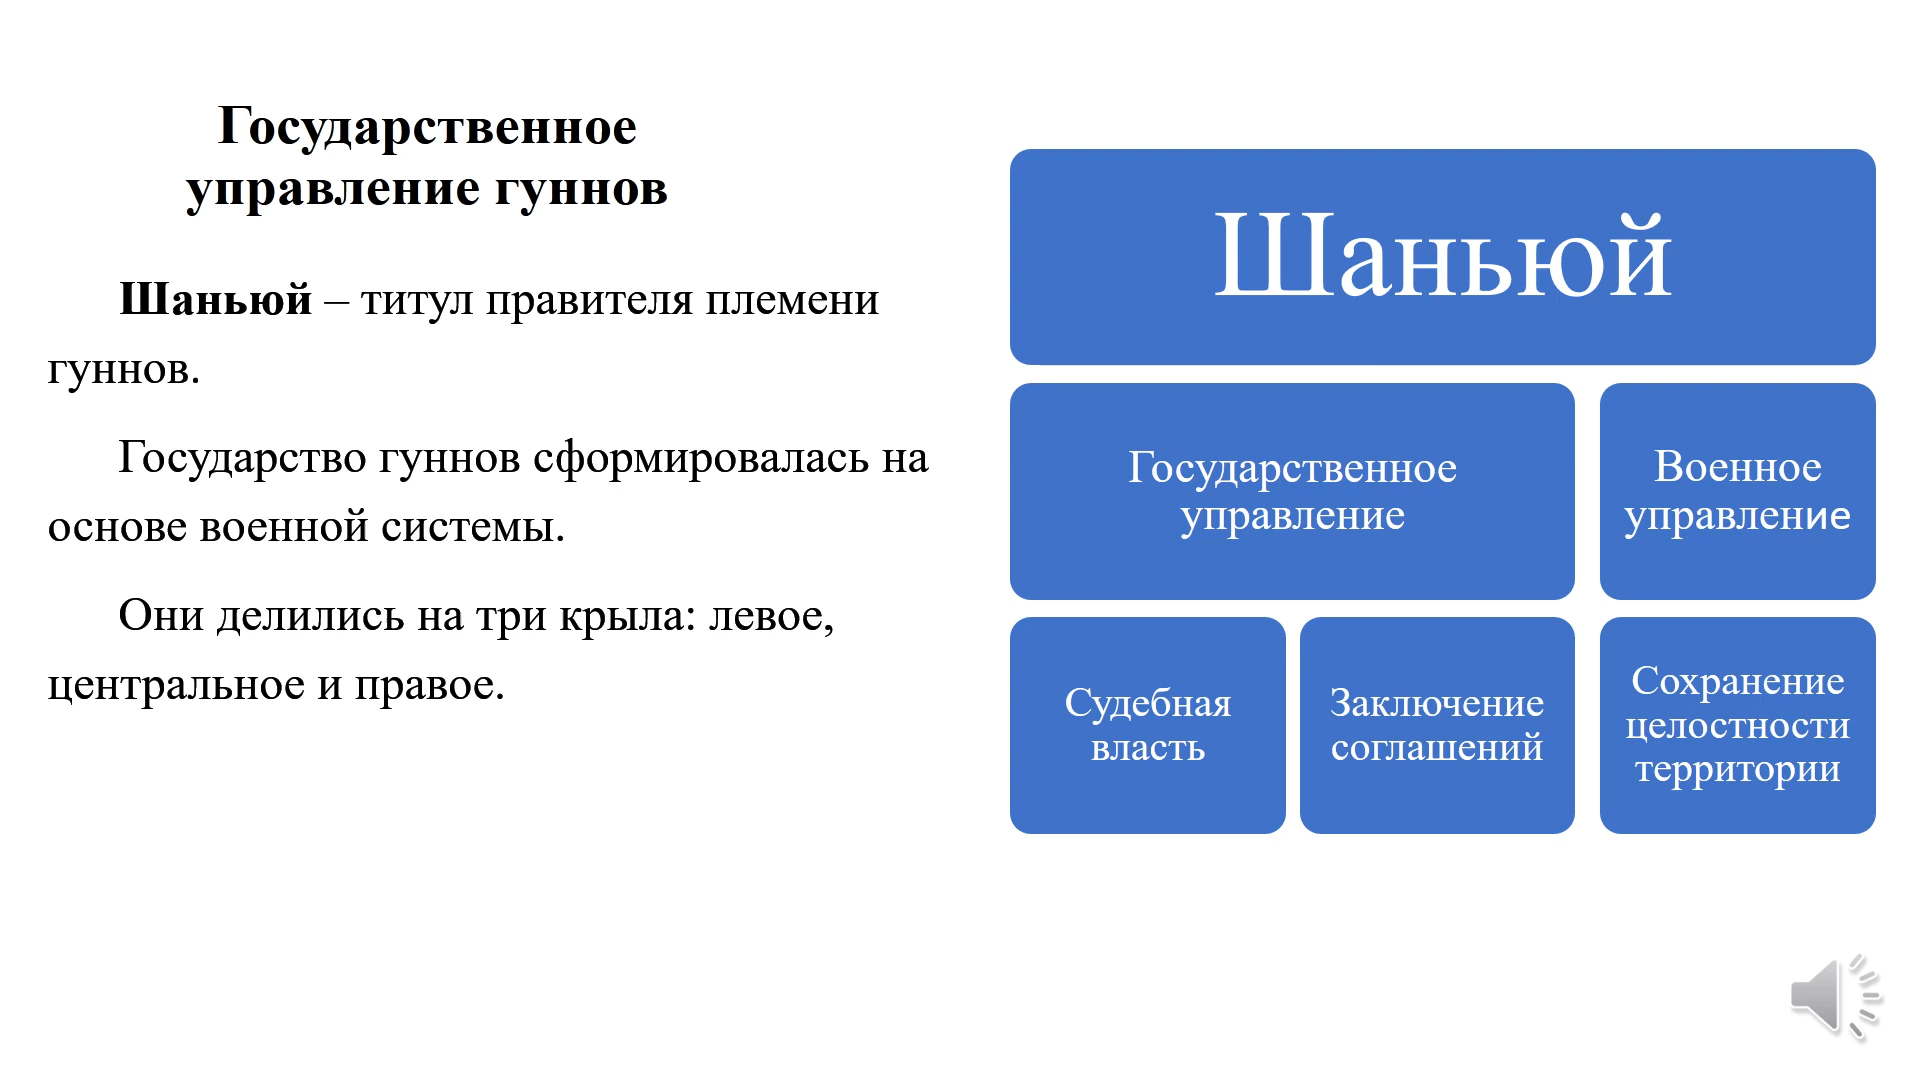 Государственное
управление гуннов
Шаньюй – титул правителя племени
гуннов.
Государство гуннов сформировалась на
основе военной системы.
Они делились на три крыла: левое,
центральное и правое.
Шаньюй
Государственное
управление
Военное
управление
Судебная
власть
Заключение
соглашений
Сохранение
целостности
территории